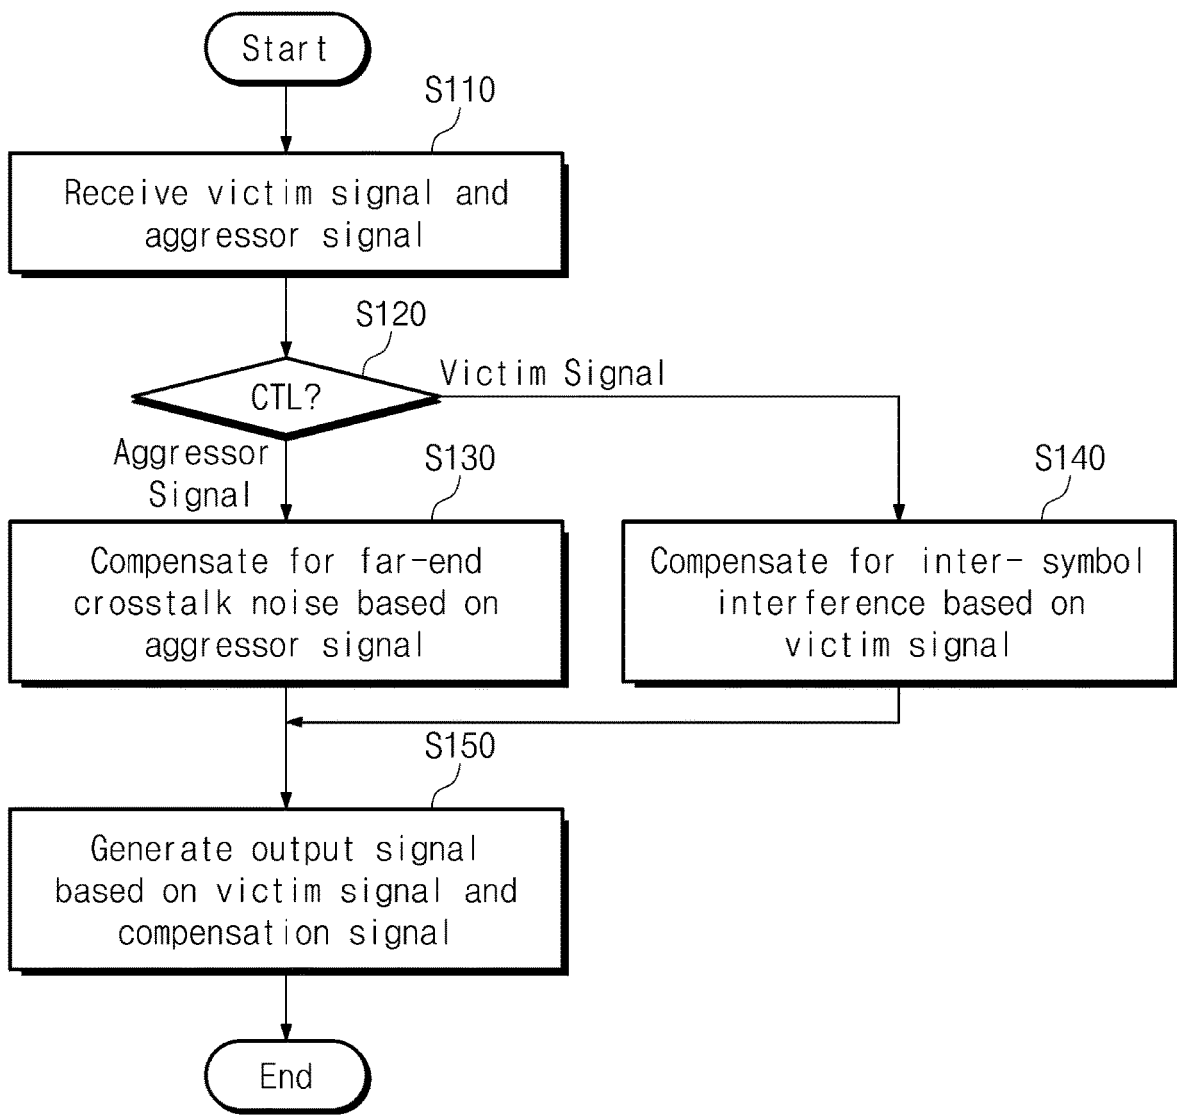 Start
S110
Receive victim signal and
aggressor signal
S120
CTL?
Victim Signal
Aggressor
Signal
S130
Compensate for far-end
crosstalk noise based on
aggressor signal
S140
Compensate for inter- symbol
interference based on
victim signal
S150
Generate output signal
based on victim signal and
compensation signal
End